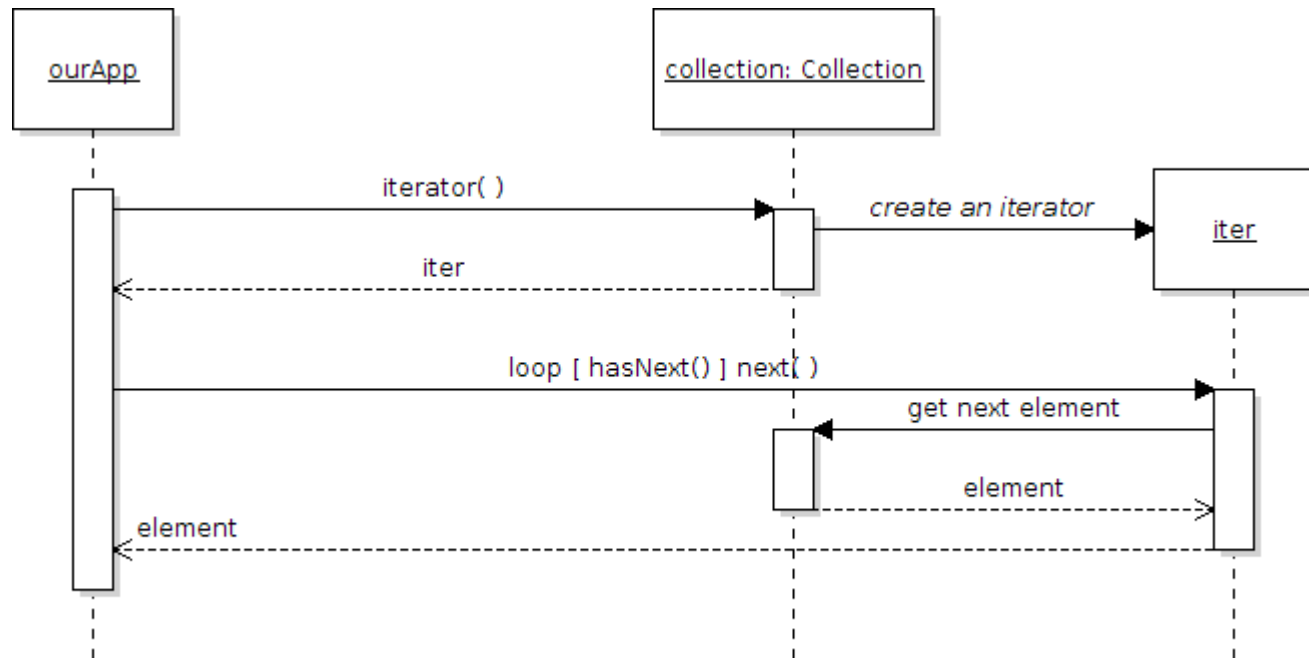 ourApp
collection: Collection
iterator( )
create an iterator
iter
iter
loop [ hasNext() ] next( )
get next element
element
element